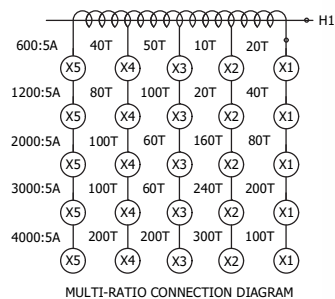 H1
600:5A 40T 50T 10T 20T
X5 X4 X3 X2 X1
1200:5A 80T 100T 20T 40T
X5 X4 X3 X2 X1
2000:5A 100T 60T 160T 80T
X5 X4 X3 X2 X1
3000:5A 100T 60T 240T 200T
X5 X4 X3 X2 X1
4000:5A 200T 200T 300T 100T
X5 X4 X3 X2 X1
MULTI-RATIO CONNECTION DIAGRAM